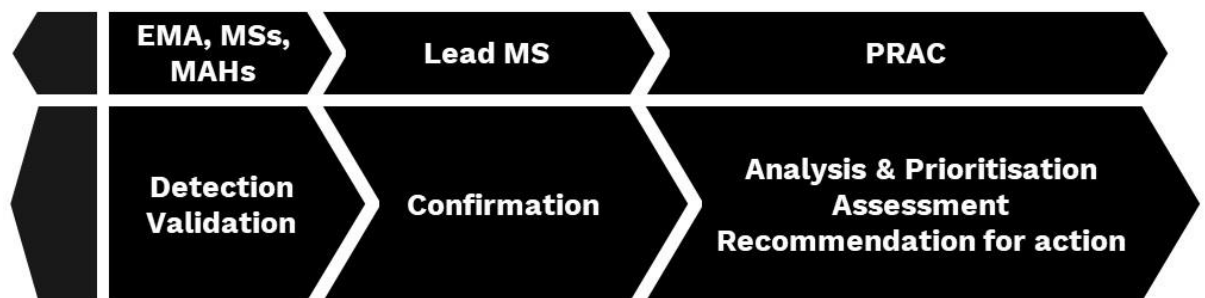 EMA, MSs,
MAHs
Lead MS
PRAC
Detection
Validation
Confirmation
Analysis & Prioritisation
Assessment
Recommendation for action